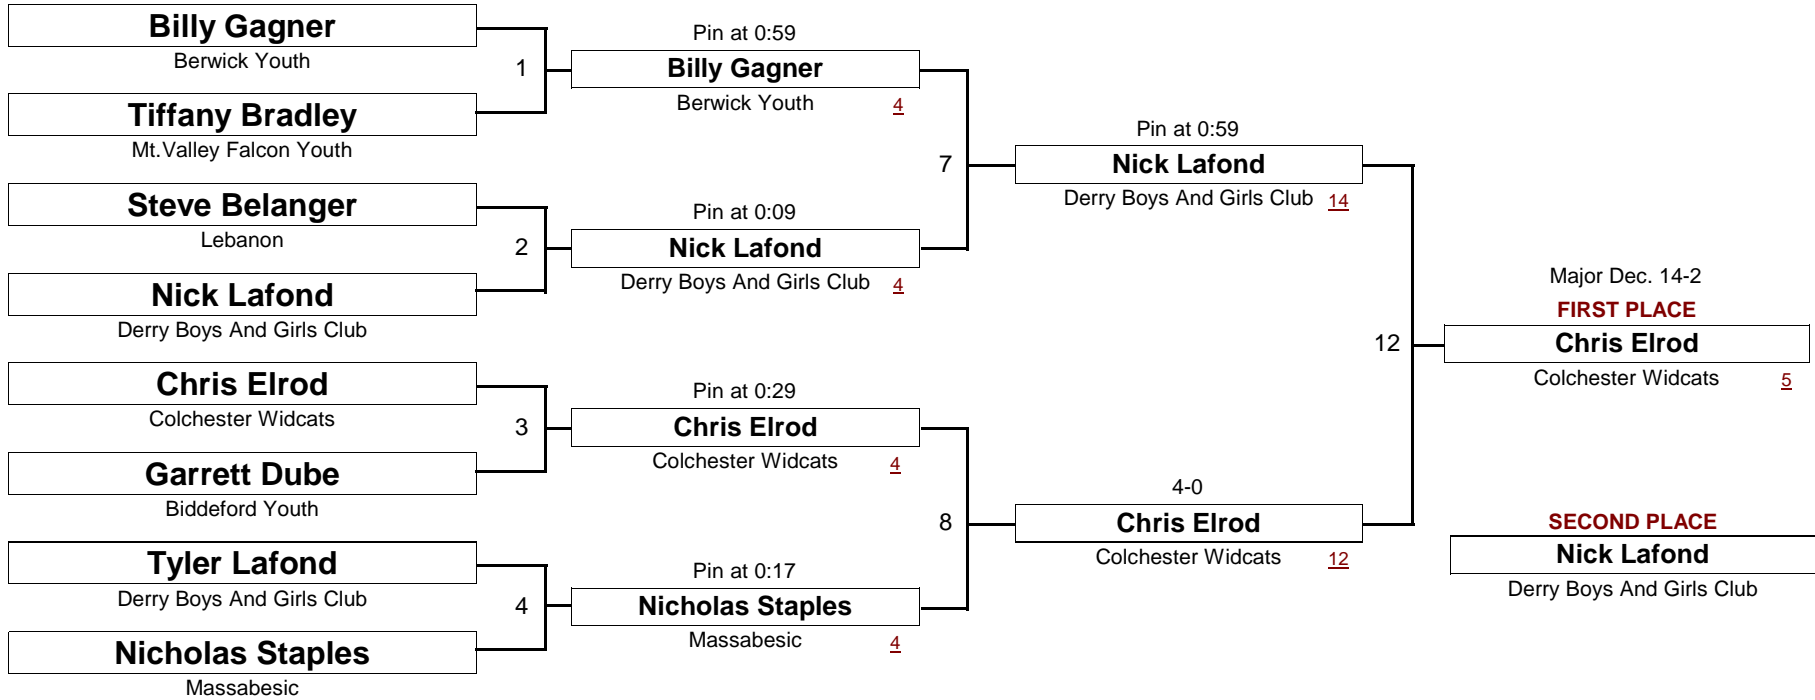 Billy Gagner
Berwick Youth
1
Tiffany Bradley
Mt.Valley Falcon Youth
Steve Belanger
Lebanon
2
Nick Lafond
Derry Boys And Girls Club
Chris Elrod
Colchester Widcats
3
Garrett Dube
Biddeford Youth
Tyler Lafond
Derry Boys And Girls Club
4
Nicholas Staples
Massabesic
Pin at 0:59
Billy Gagner
Berwick Youth 4
7
Pin at 0:09
Nick Lafond
Derry Boys And Girls Club 4
Pin at 0:29
Chris Elrod
Colchester Widcats 4
8
Pin at 0:17
Nicholas Staples
Massabesic 4
Pin at 0:59
Nick Lafond
Derry Boys And Girls Club 14
12
4-0
Chris Elrod
Colchester Widcats 12
Major Dec. 14-2
FIRST PLACE
Chris Elrod
Colchester Widcats 5
SECOND PLACE
Nick Lafond
Derry Boys And Girls Club